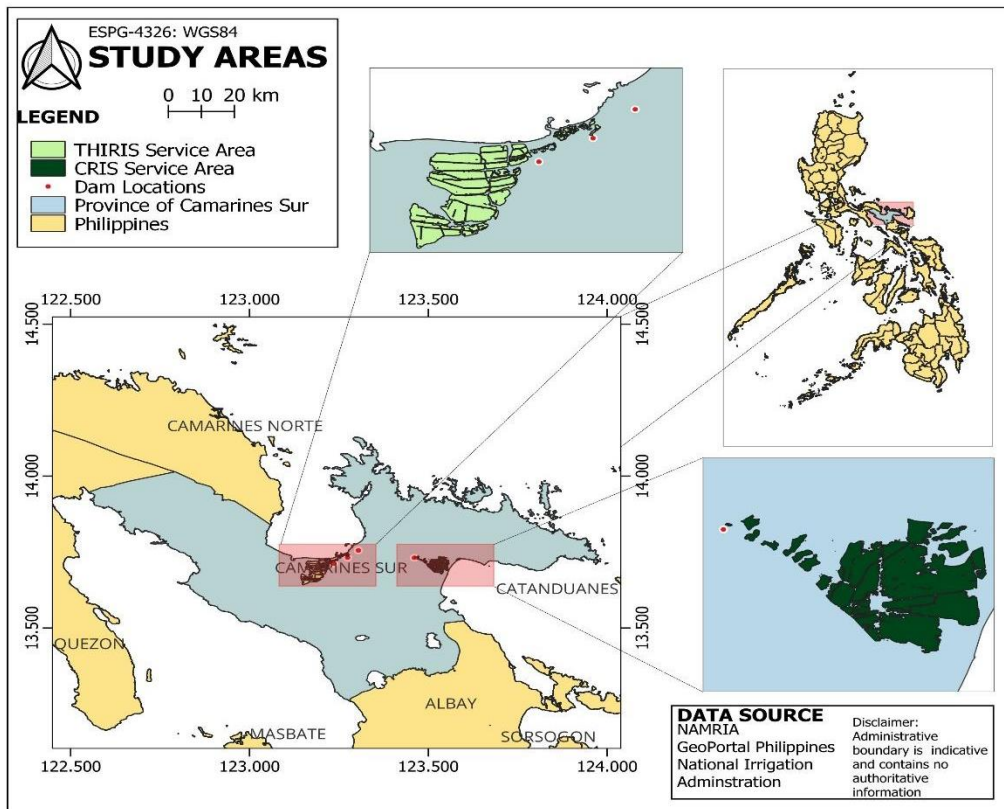 ESPG-4326: WGS84
STUDY AREAS
0 10 20 km
LEGEND
THIRIS Service Area
CRIS Service Area
Dam Locations
Province of Camarines Sur
Philippines
122.500 123.000 123.500 124.000
14.500
14.000
13.500
14.500
14.000
13.500
CAMARINES NORTE
CAMARINES SUR
CATANDUANES
QUEZON
ALBAY
MASBATE
SORSOGON
122.500 123.000 123.500 124.000
DATA SOURCE
NAMRIA
GeoPortal Philippines
National Irrigation
Adminstration
Disclaimer:
Administrative
boundary is indicative
and contains no
authoritative
information